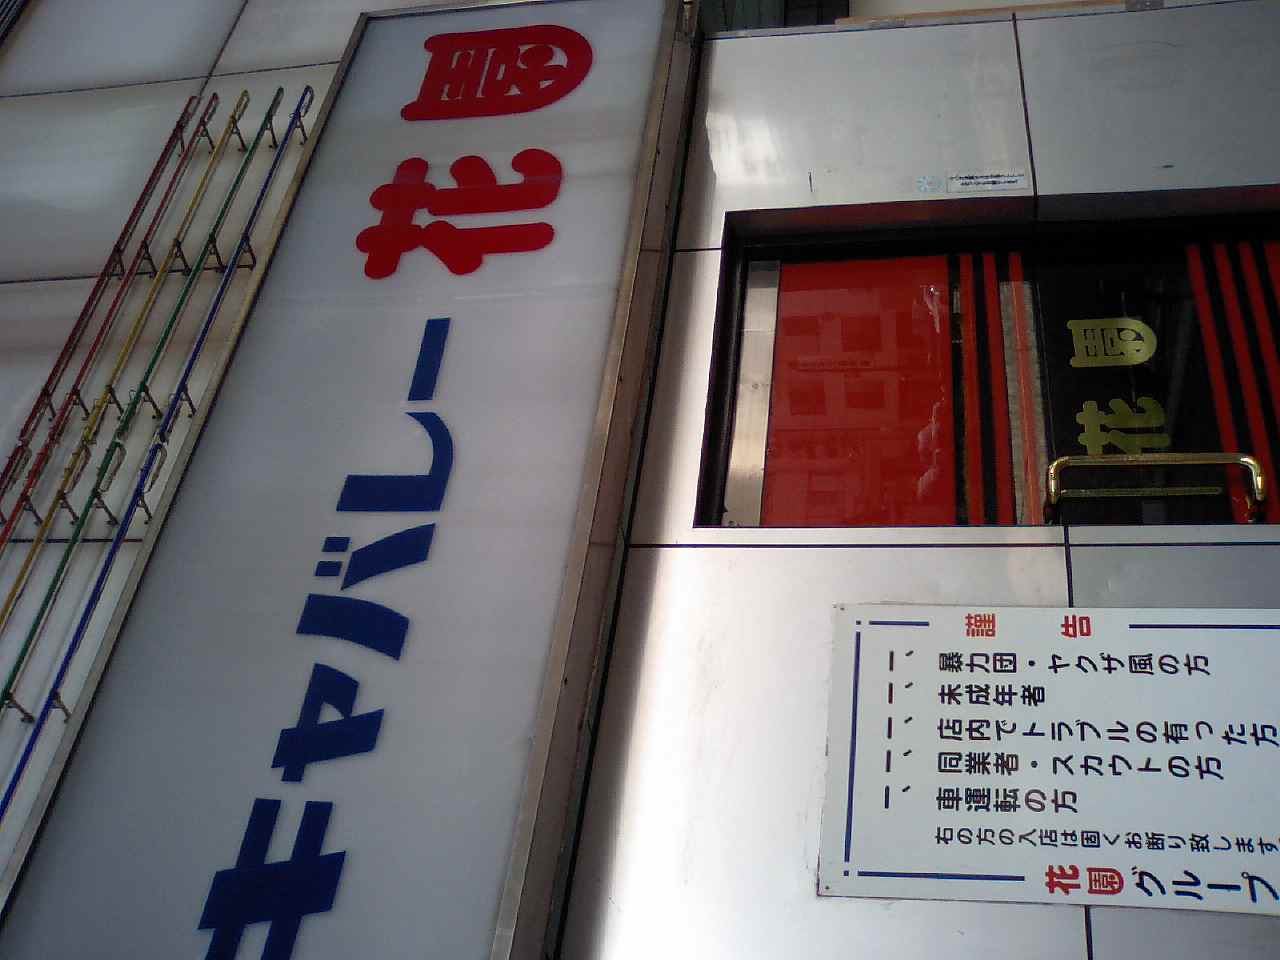 キャバレー花園
花園
謹告
一、暴力団・ヤクザ風の方
一、未成年者
一、店内でトラブルの有った方
一、同業者・スカウトの方
一、車運転の方
右の方の入店は固くお断り致します
花園グループ